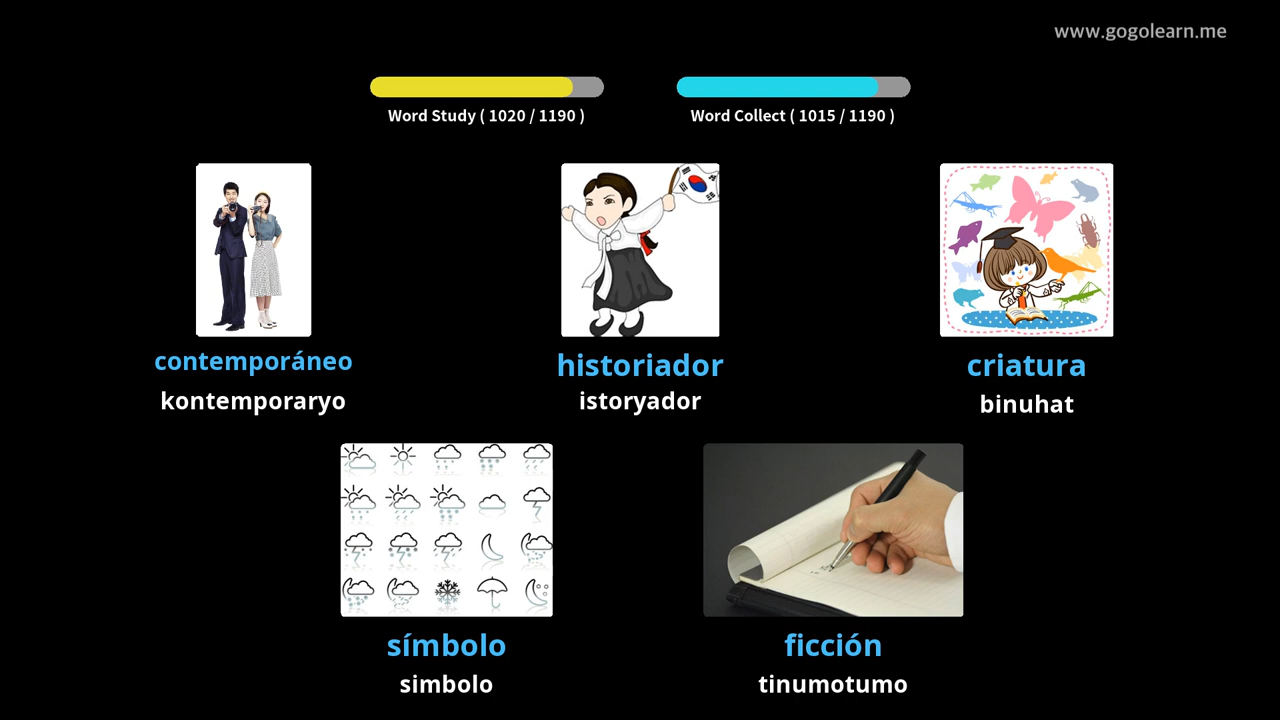 www.gogolearn.me
Word Study ( 1020 / 1190 )
Word Collect ( 1015 / 1190 )
contemporáneo
kontemporaryo
historiador
istoryador
criatura
binuhat
símbolo
simbolo
ficción
tinumotumo